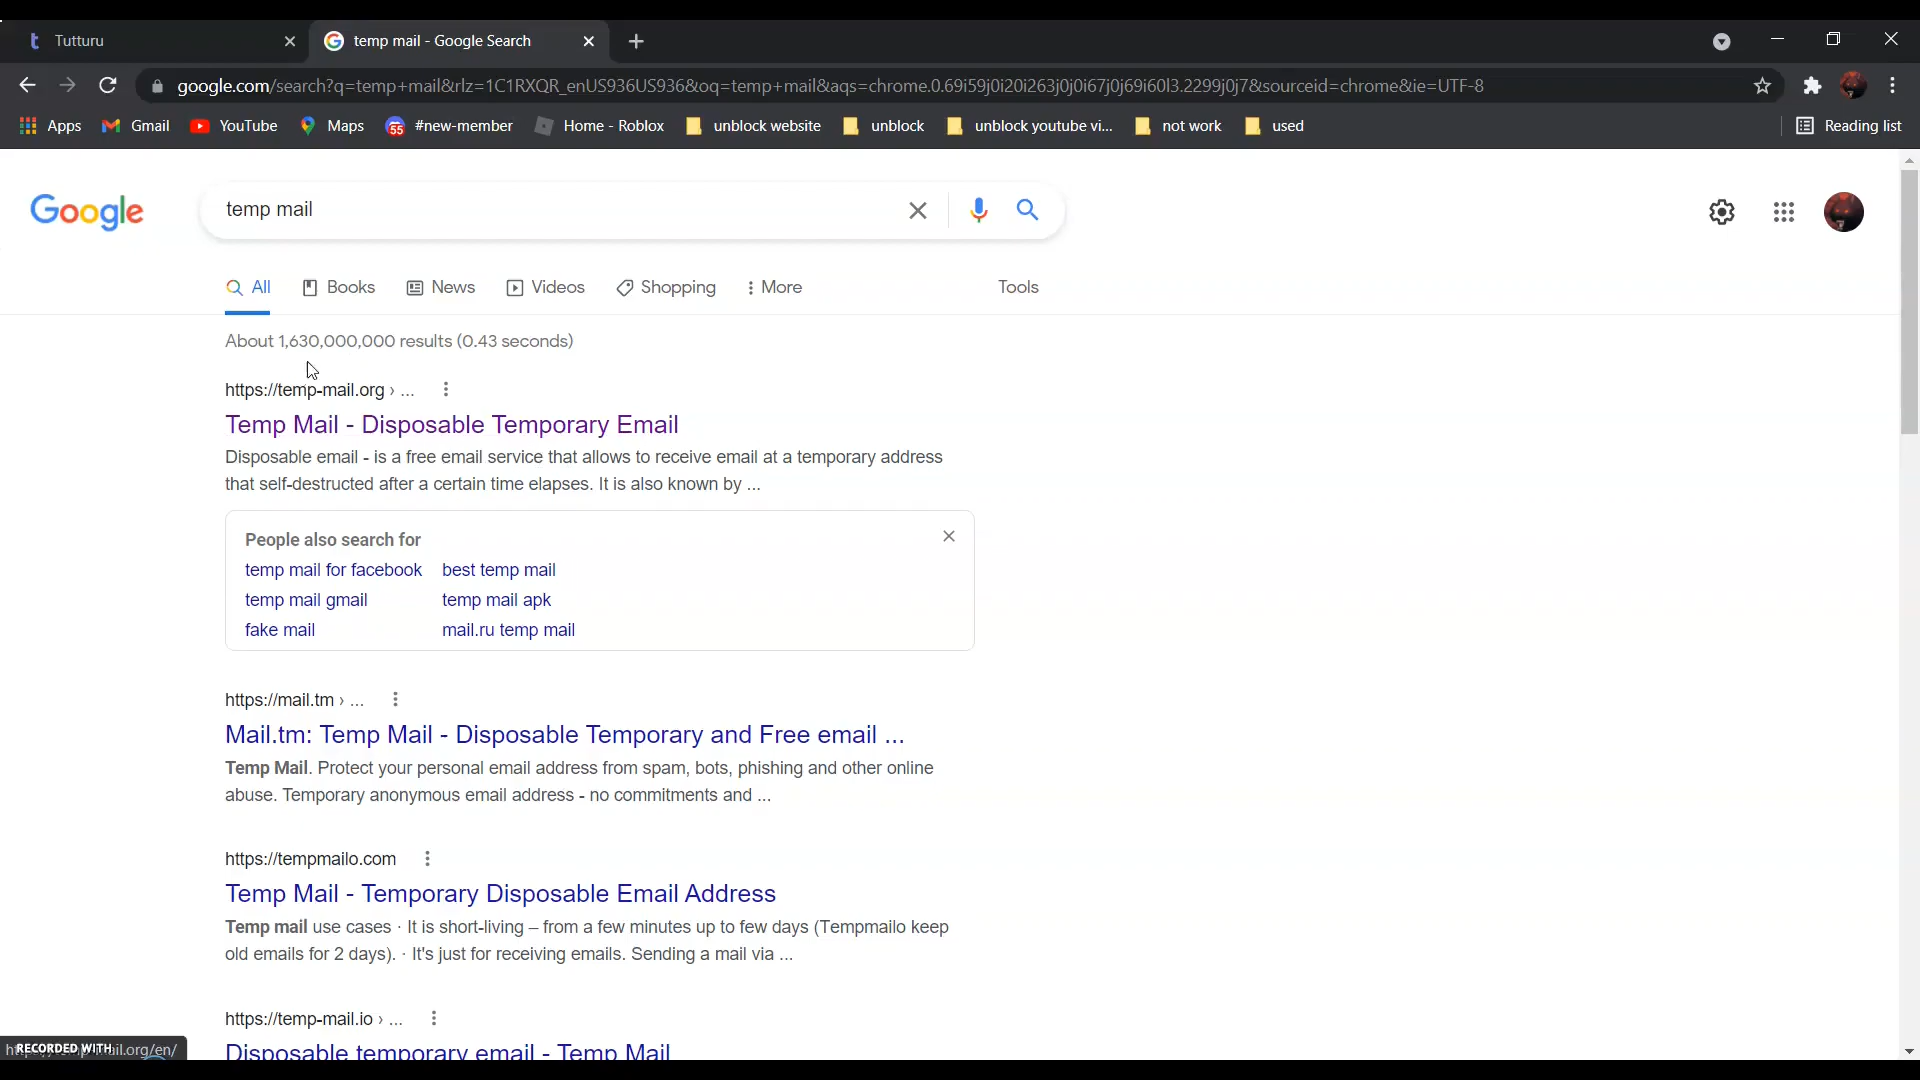 Tutturu
temp mail - Google Search
google.com/search?q=temp+mail&rlz=1C1RXQR_enUS936US936&oq=temp+mail&aqs=chrome.0.69i59j0i20i263j0j0i67j0j69i60l3.2299j0j7&sourceid=chrome&ie=UTF-8
Apps Gmail YouTube Maps 55 #new-member Home - Roblox unblock website unblock unblock youtube vi... not work used Reading list
Google temp mail
All Books News Videos Shopping More Tools
About 1,630,000,000 results (0.43 seconds)
https://temp-mail.org › ...
Temp Mail - Disposable Temporary Email
Disposable email - is a free email service that allows to receive email at a temporary address
that self-destructed after a certain time elapses. It is also known by ...
People also search for
temp mail for facebook best temp mail
temp mail gmail temp mail apk
fake mail mail.ru temp mail
https://mail.tm › ...
Mail.tm: Temp Mail - Disposable Temporary and Free email ...
Temp Mail. Protect your personal email address from spam, bots, phishing and other online
abuse. Temporary anonymous email address - no commitments and ...
https://tempmailo.com
Temp Mail - Temporary Disposable Email Address
Temp mail use cases · It is short-living – from a few minutes up to few days (Tempmailo keep
old emails for 2 days). · It's just for receiving emails. Sending a mail via ...
https://temp-mail.io › ...
Disposable temporary email - Temp Mail
RECORDED WITH